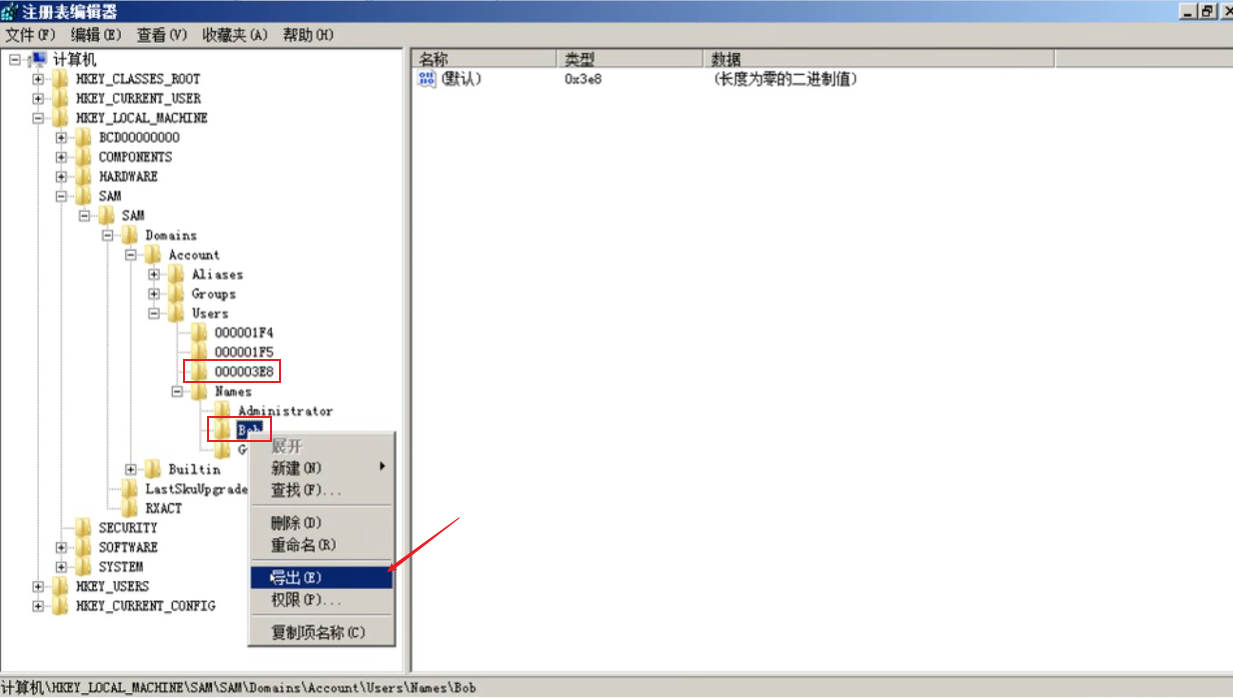 注册表编辑器
文件(F) 编辑(E) 查看(V) 收藏夹(A) 帮助(H)
计算机
HKEY_CLASSES_ROOT
HKEY_CURRENT_USER
HKEY_LOCAL_MACHINE
BCD00000000
COMPONENTS
HARDWARE
SAM
SAM
Domains
Account
Aliases
Groups
Users
000001F4
000001F5
000003E8
Names
Administrator
Bob
G
Builtin
LastSkuUpgrade
RXACT
SECURITY
SOFTWARE
SYSTEM
HKEY_USERS
HKEY_CURRENT_CONFIG
展开
新建(N)
查找(F)...
删除(D)
重命名(R)
导出(E)
权限(P)...
复制项名称(C)
名称 类型 数据
(默认) 0x3e8 (长度为零的二进制值)
计算机\HKEY_LOCAL_MACHINE\SAM\SAM\Domains\Account\Users\Names\Bob